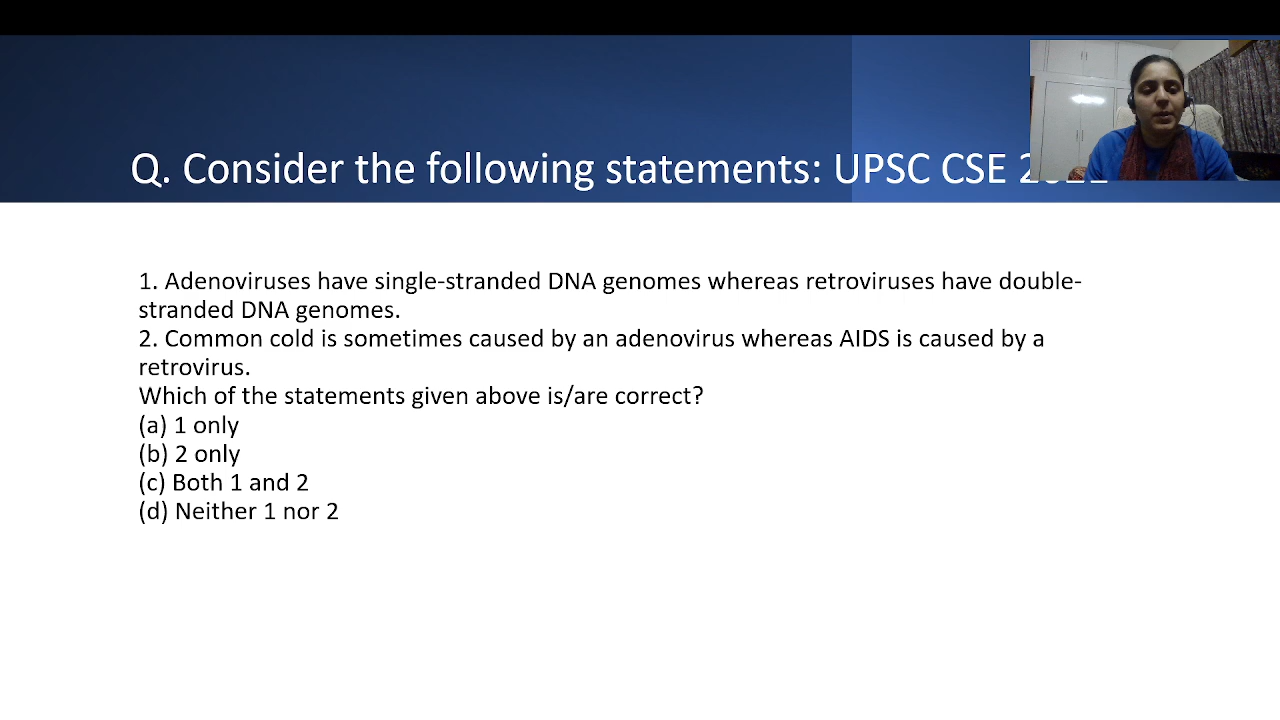 Q. Consider the following statements: UPSC CSE
1. Adenoviruses have single-stranded DNA genomes whereas retroviruses have double-
stranded DNA genomes.
2. Common cold is sometimes caused by an adenovirus whereas AIDS is caused by a
retrovirus.
Which of the statements given above is/are correct?
(a) 1 only
(b) 2 only
(c) Both 1 and 2
(d) Neither 1 nor 2